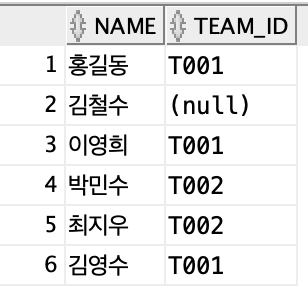 NAME TEAM_ID
1 홍길동 T001
2 김철수 (null)
3 이영희 T001
4 박민수 T002
5 최지우 T002
6 김영수 T001